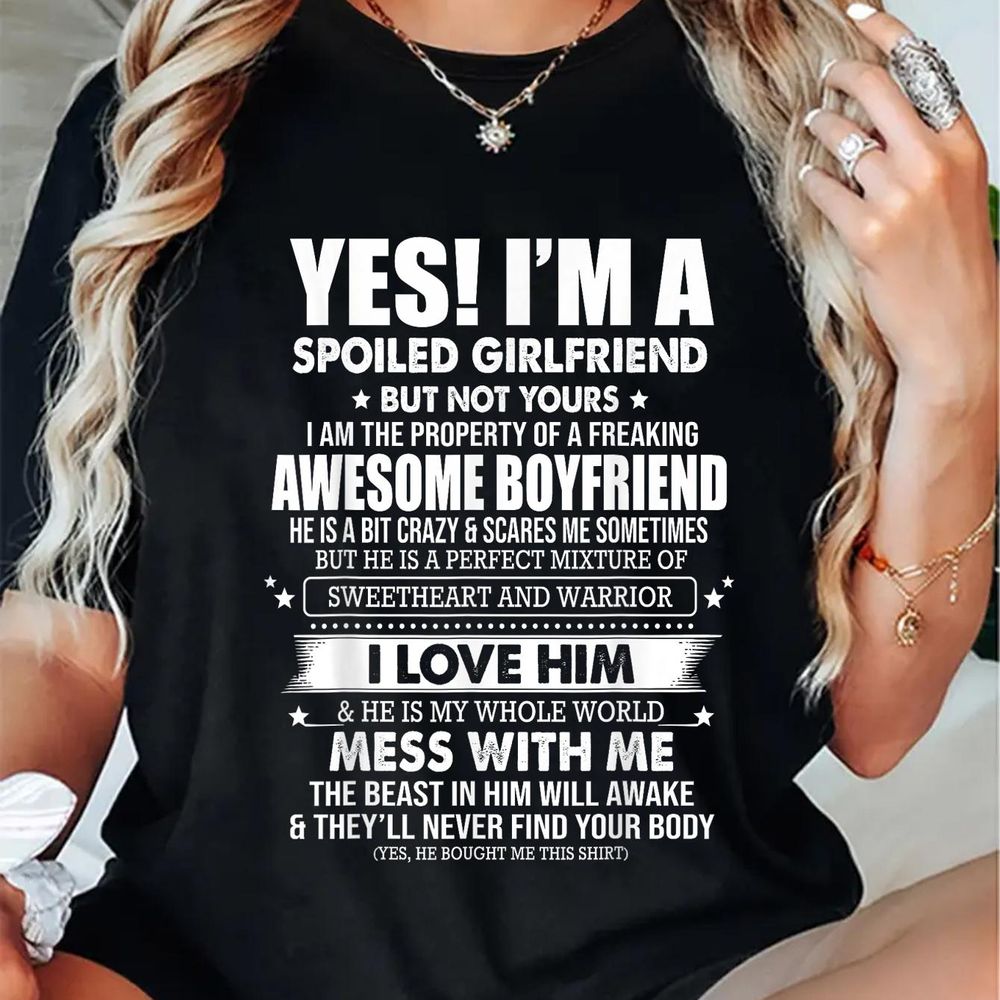 YES! I'M A
SPOILED GIRLFRIEND
BUT NOT YOURS
I AM THE PROPERTY OF A FREAKING
AWESOME BOYFRIEND
HE IS A BIT CRAZY & SCARES ME SOMETIMES
BUT HE IS A PERFECT MIXTURE OF
SWEETHEART AND WARRIOR
I LOVE HIM
& HE IS MY WHOLE WORLD
MESS WITH ME
THE BEAST IN HIM WILL AWAKE
& THEY'LL NEVER FIND YOUR BODY
(YES, HE BOUGHT ME THIS SHIRT)